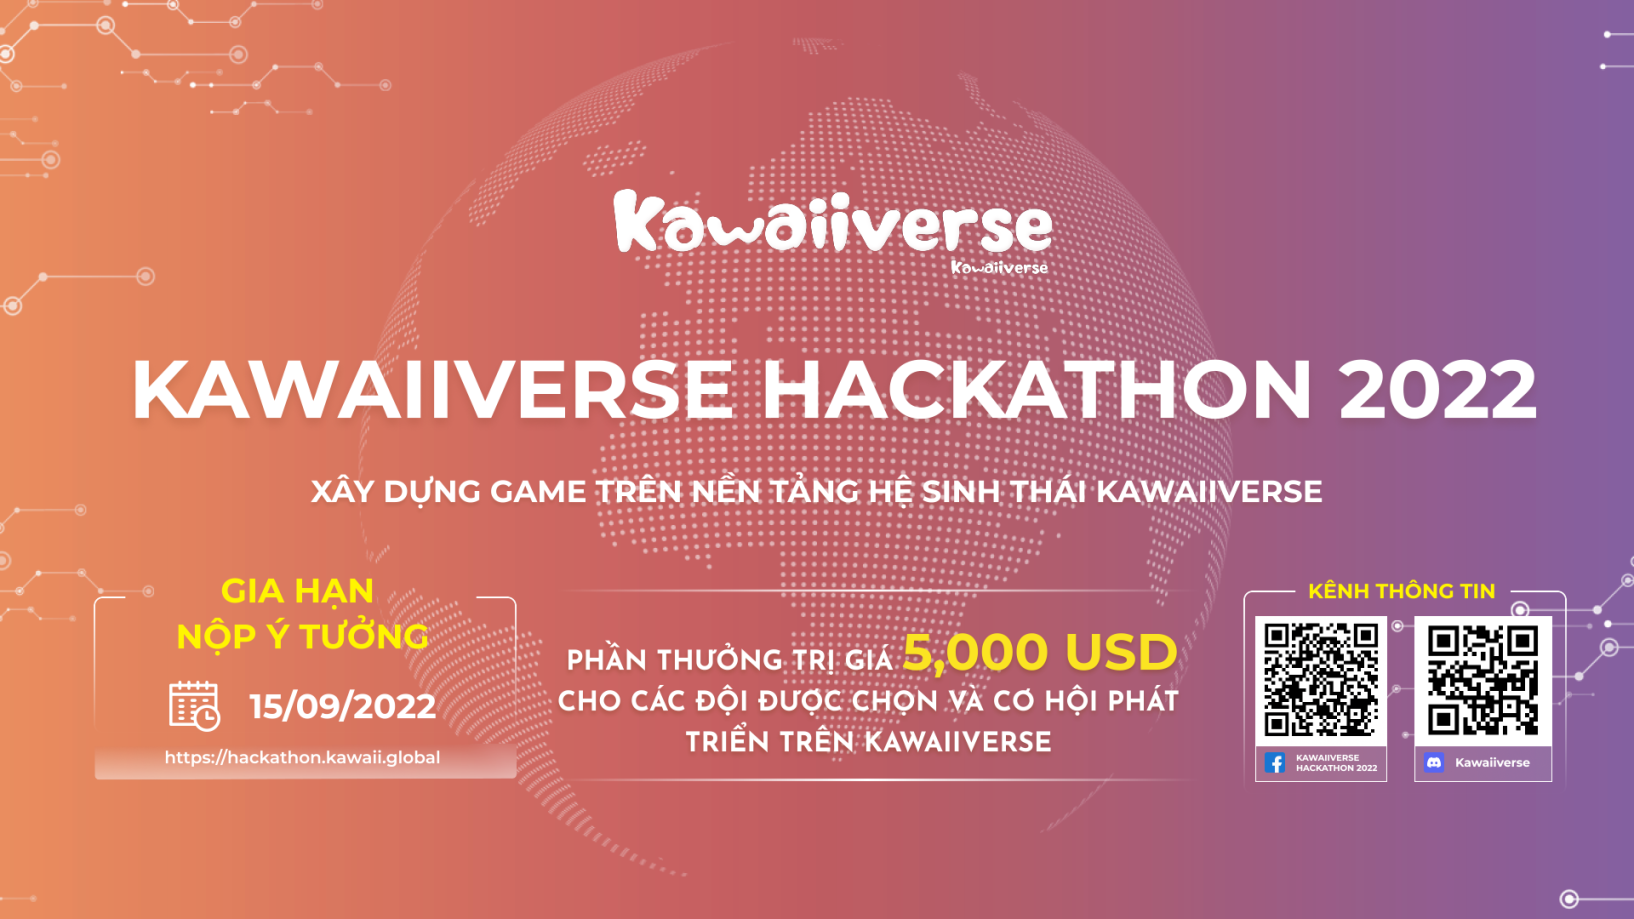 Kawaiiverse
Kawaiiverse
KAWAIIVERSE HACKATHON 2022
XÂY DỰNG GAME TRÊN NỀN TẢNG HỆ SINH THÁI KAWAIIVERSE
GIA HẠN
NỘP Ý TƯỞNG
15/09/2022
https://hackathon.kawaii.global
PHẦN THƯỞNG TRỊ GIÁ 5,000 USD
CHO CÁC ĐỘI ĐƯỢC CHỌN VÀ CƠ HỘI PHÁT
TRIỂN TRÊN KAWAIIVERSE
KÊNH THÔNG TIN
KAWAIIVERSE
HACKATHON 2022
Kawaiiverse